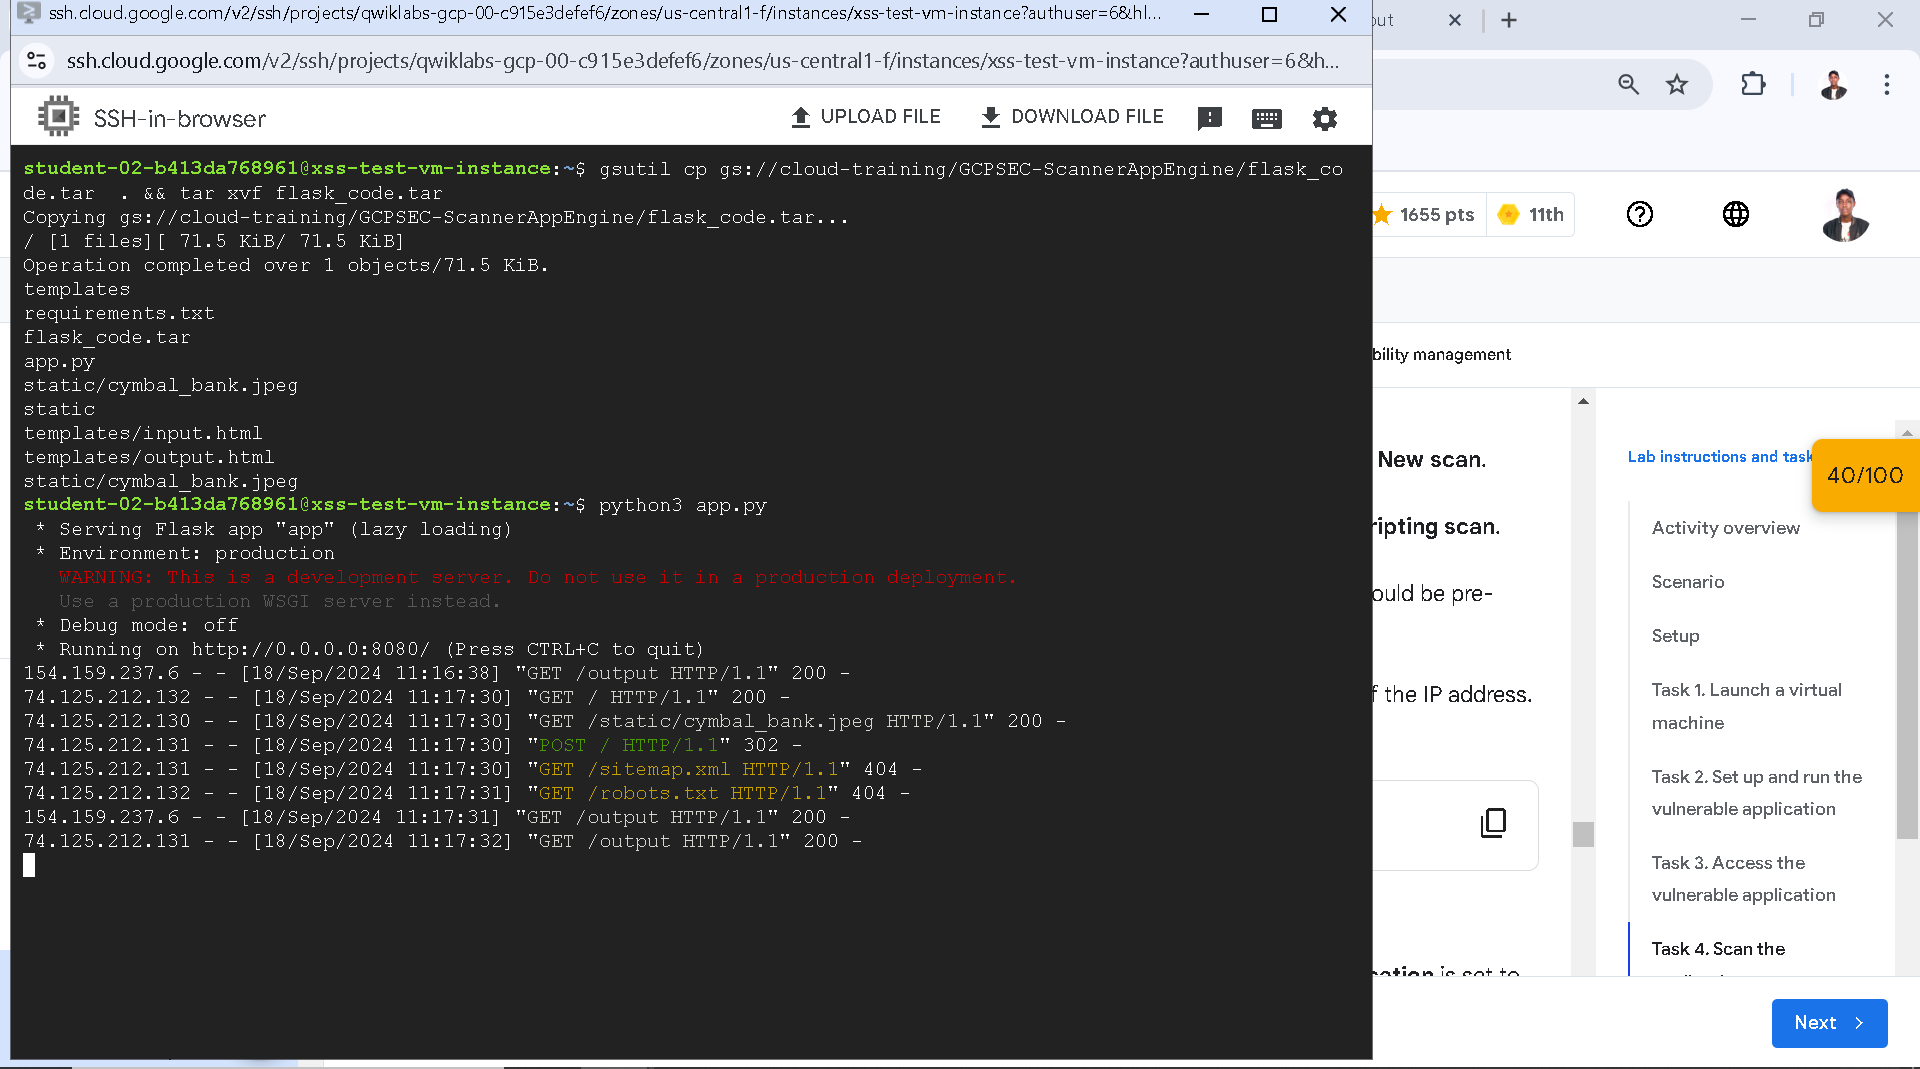 ssh.cloud.google.com/v2/ssh/projects/qwiklabs-gcp-00-c915e3defef6/zones/us-central1-f/instances/xss-test-vm-instance?authuser=6&hl...
ssh.cloud.google.com/v2/ssh/projects/qwiklabs-gcp-00-c915e3defef6/zones/us-central1-f/instances/xss-test-vm-instance?authuser=6&h...
SSH-in-browser
UPLOAD FILE
DOWNLOAD FILE
student-02-b413da768961@xss-test-vm-instance:~$ gsutil cp gs://cloud-training/GCPSEC-ScannerAppEngine/flask_co
de.tar  . && tar xvf flask_code.tar
Copying gs://cloud-training/GCPSEC-ScannerAppEngine/flask_code.tar...
/ [1 files][ 71.5 KiB/ 71.5 KiB]
Operation completed over 1 objects/71.5 KiB.
templates
requirements.txt
flask_code.tar
app.py
static/cymbal_bank.jpeg
static
templates/input.html
templates/output.html
static/cymbal_bank.jpeg
student-02-b413da768961@xss-test-vm-instance:~$ python3 app.py
 * Serving Flask app "app" (lazy loading)
 * Environment: production
   WARNING: This is a development server. Do not use it in a production deployment.
   Use a production WSGI server instead.
 * Debug mode: off
 * Running on http://0.0.0.0:8080/ (Press CTRL+C to quit)
154.159.237.6 - - [18/Sep/2024 11:16:38] "GET /output HTTP/1.1" 200 -
74.125.212.132 - - [18/Sep/2024 11:17:30] "GET / HTTP/1.1" 200 -
74.125.212.130 - - [18/Sep/2024 11:17:30] "GET /static/cymbal_bank.jpeg HTTP/1.1" 200 -
74.125.212.131 - - [18/Sep/2024 11:17:30] "POST / HTTP/1.1" 302 -
74.125.212.131 - - [18/Sep/2024 11:17:30] "GET /sitemap.xml HTTP/1.1" 404 -
74.125.212.132 - - [18/Sep/2024 11:17:31] "GET /robots.txt HTTP/1.1" 404 -
154.159.237.6 - - [18/Sep/2024 11:17:31] "GET /output HTTP/1.1" 200 -
74.125.212.131 - - [18/Sep/2024 11:17:32] "GET /output HTTP/1.1" 200 -
out
1655 pts
11th
bility management
New scan.
ripting scan.
ould be pre-
f the IP address.
cation is set to
Lab instructions and task
40/100
Activity overview
Scenario
Setup
Task 1. Launch a virtual
machine
Task 2. Set up and run the
vulnerable application
Task 3. Access the
vulnerable application
Task 4. Scan the
Next